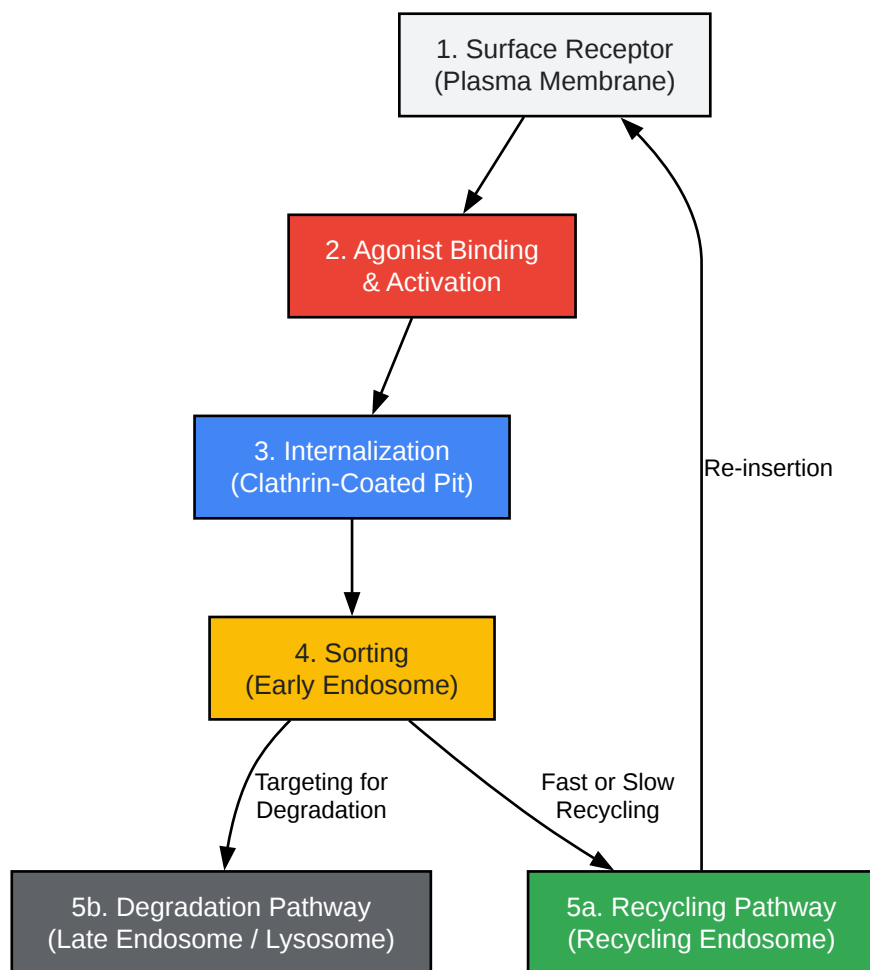 1. Surface Receptor
(Plasma Membrane)
2. Agonist Binding
& Activation
3. Internalization
(Clathrin-Coated Pit)
Re-insertion
4. Sorting
(Early Endosome)
Targeting for
Degradation
Fast or Slow
Recycling
5b. Degradation Pathway
(Late Endosome / Lysosome)
5a. Recycling Pathway
(Recycling Endosome)